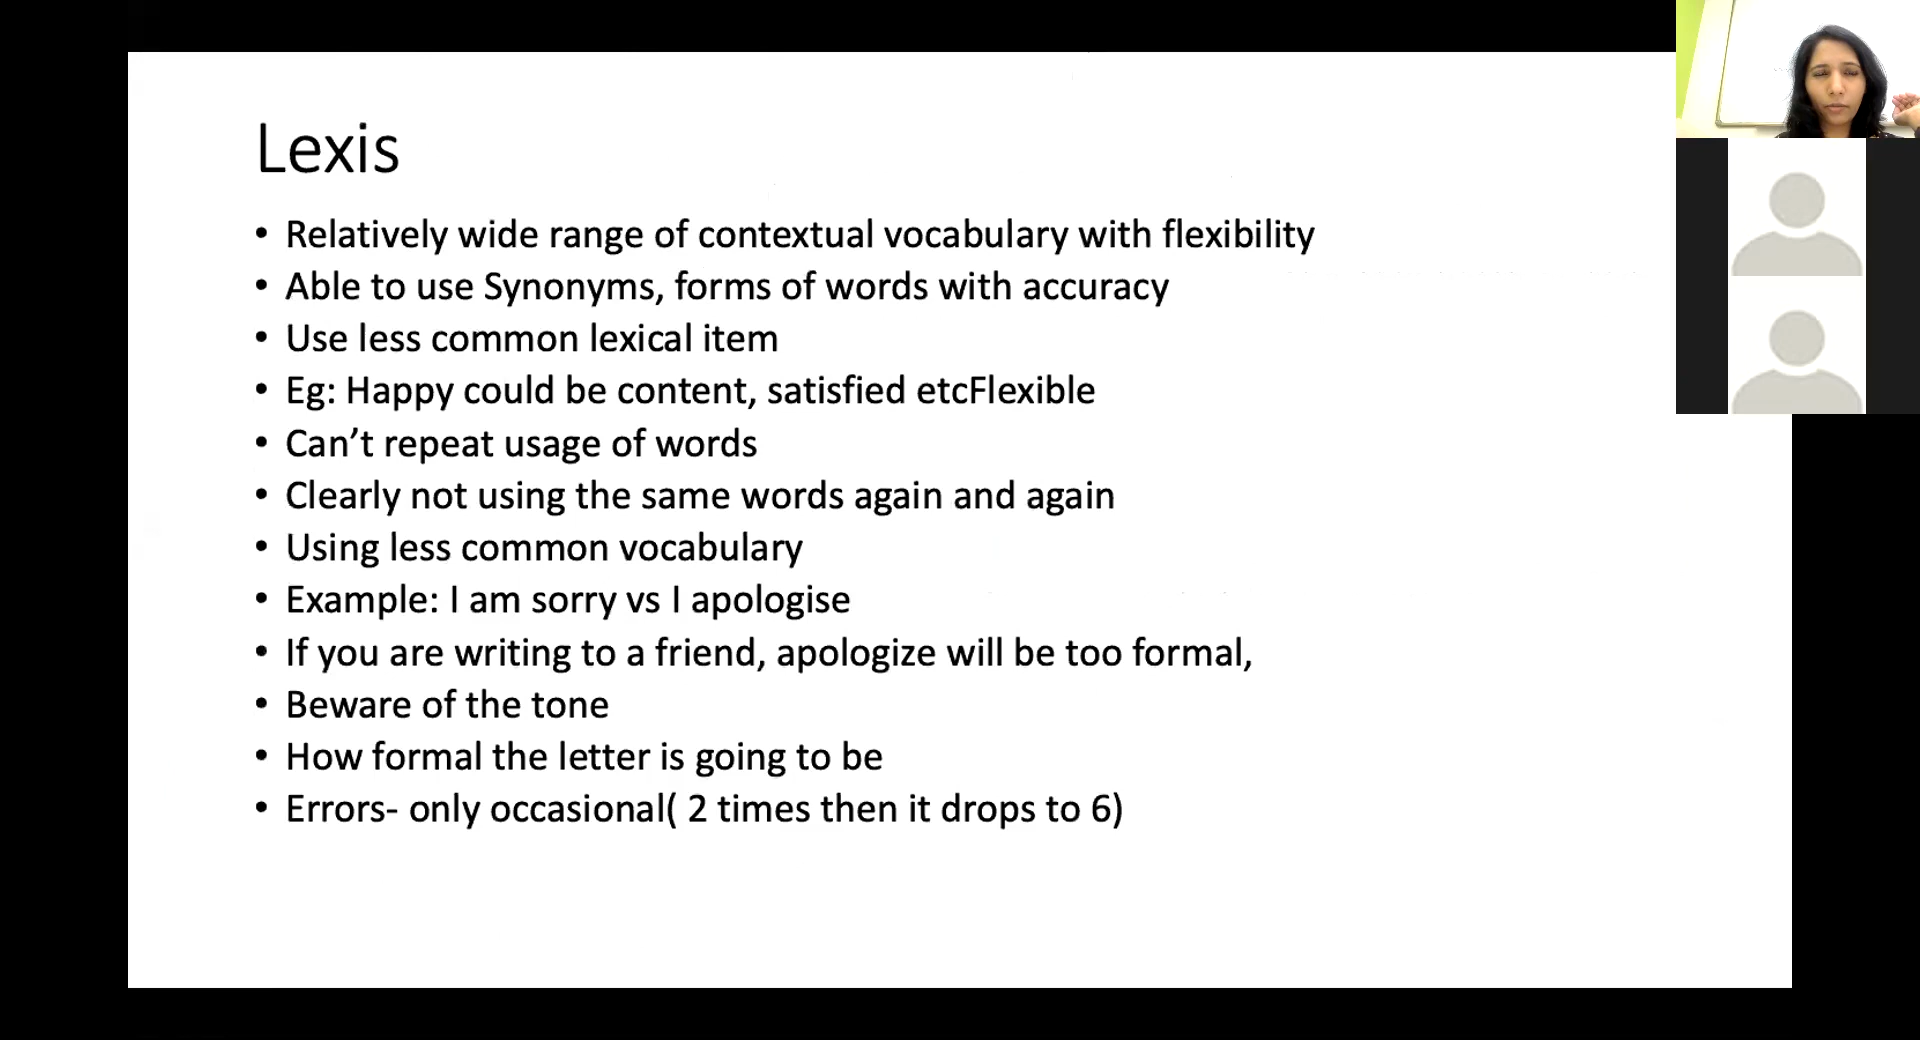 Lexis
• Relatively wide range of contextual vocabulary with flexibility
• Able to use Synonyms, forms of words with accuracy
• Use less common lexical item
• Eg: Happy could be content, satisfied etcFlexible
• Can’t repeat usage of words
• Clearly not using the same words again and again
• Using less common vocabulary
• Example: I am sorry vs I apologise
• If you are writing to a friend, apologize will be too formal,
• Beware of the tone
• How formal the letter is going to be
• Errors- only occasional( 2 times then it drops to 6)